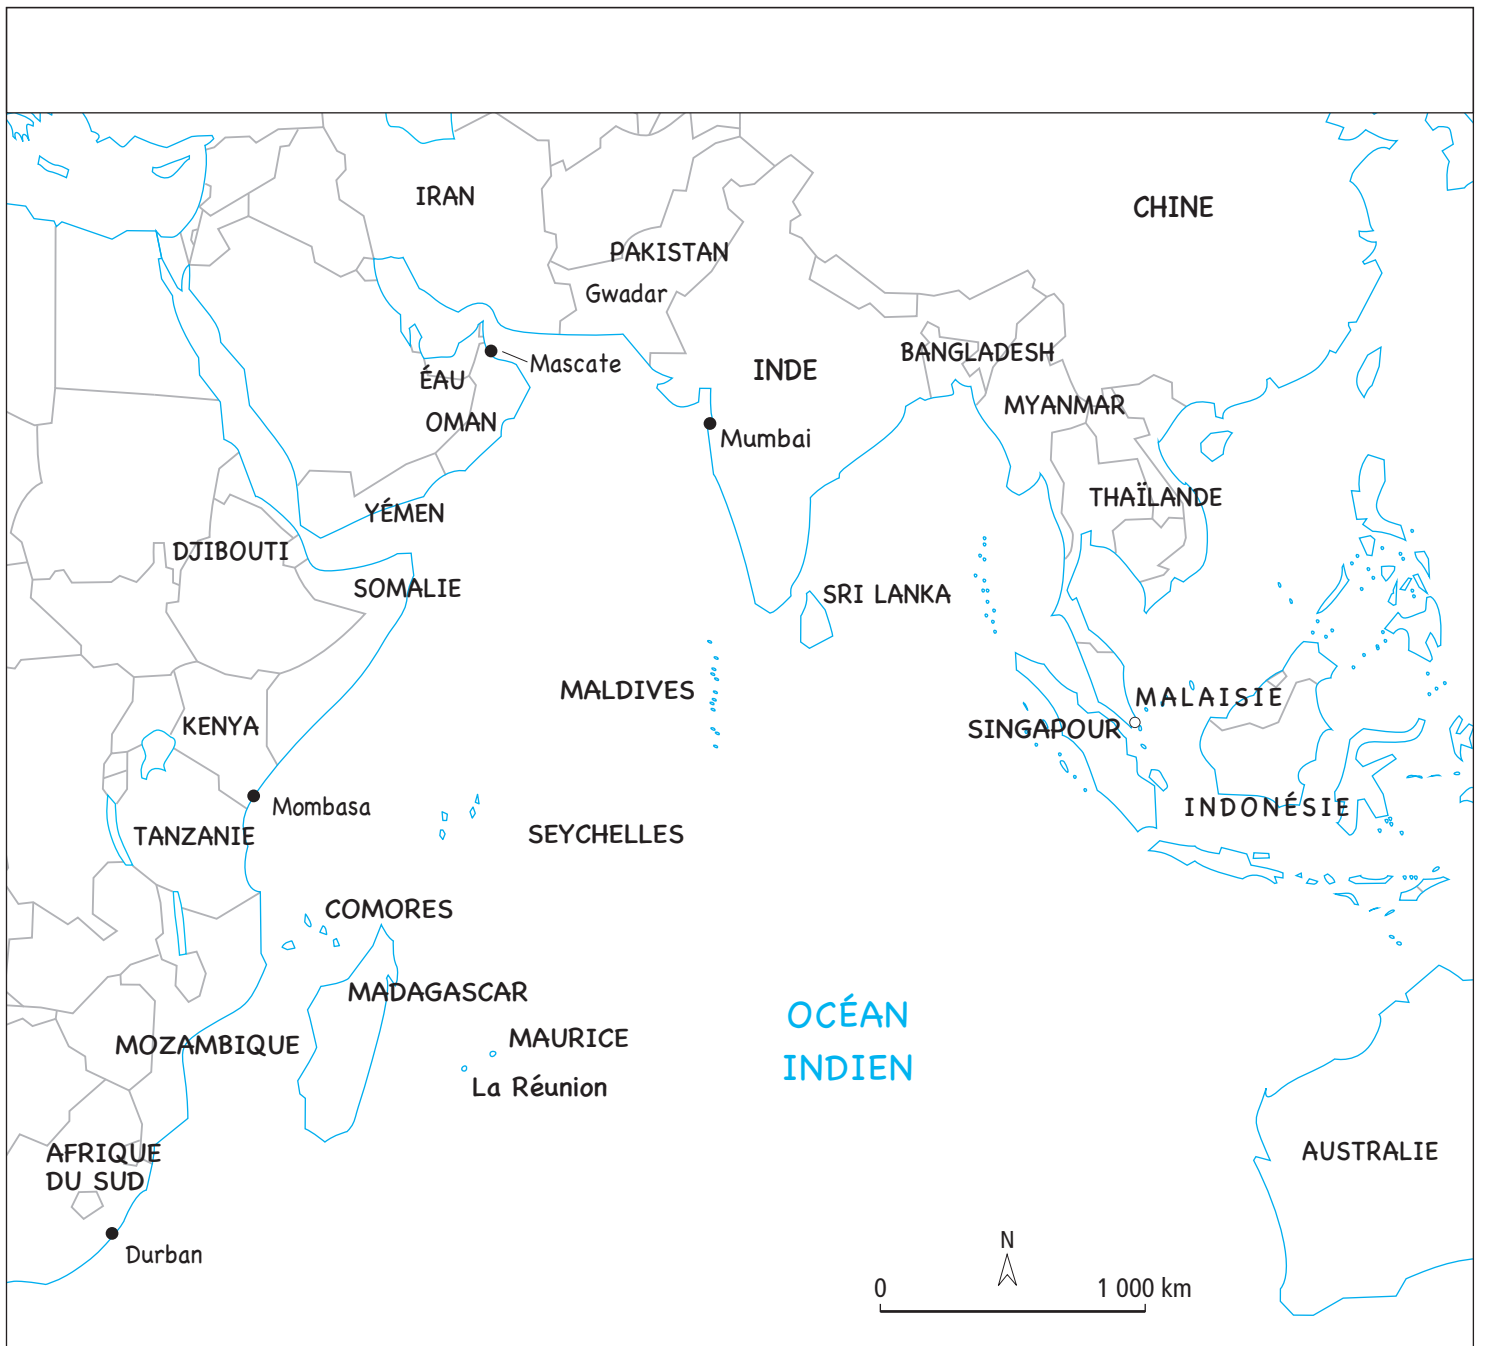 IRAN
CHINE
PAKISTAN
Gwadar
BANGLADESH
Mascate
INDE
ÉAU
MYANMAR
OMAN
Mumbai
THAÏLANDE
YÉMEN
DJIBOUTI
SOMALIE
SRI LANKA
MALDIVES
MALAISIE
KENYA
SINGAPOUR
Mombasa
INDONÉSIE
TANZANIE
SEYCHELLES
COMORES
MADAGASCAR
OCÉAN
INDIEN
MAURICE
MOZAMBIQUE
La Réunion
AFRIQUE
DU SUD
AUSTRALIE
Durban
N
0 1 000 km